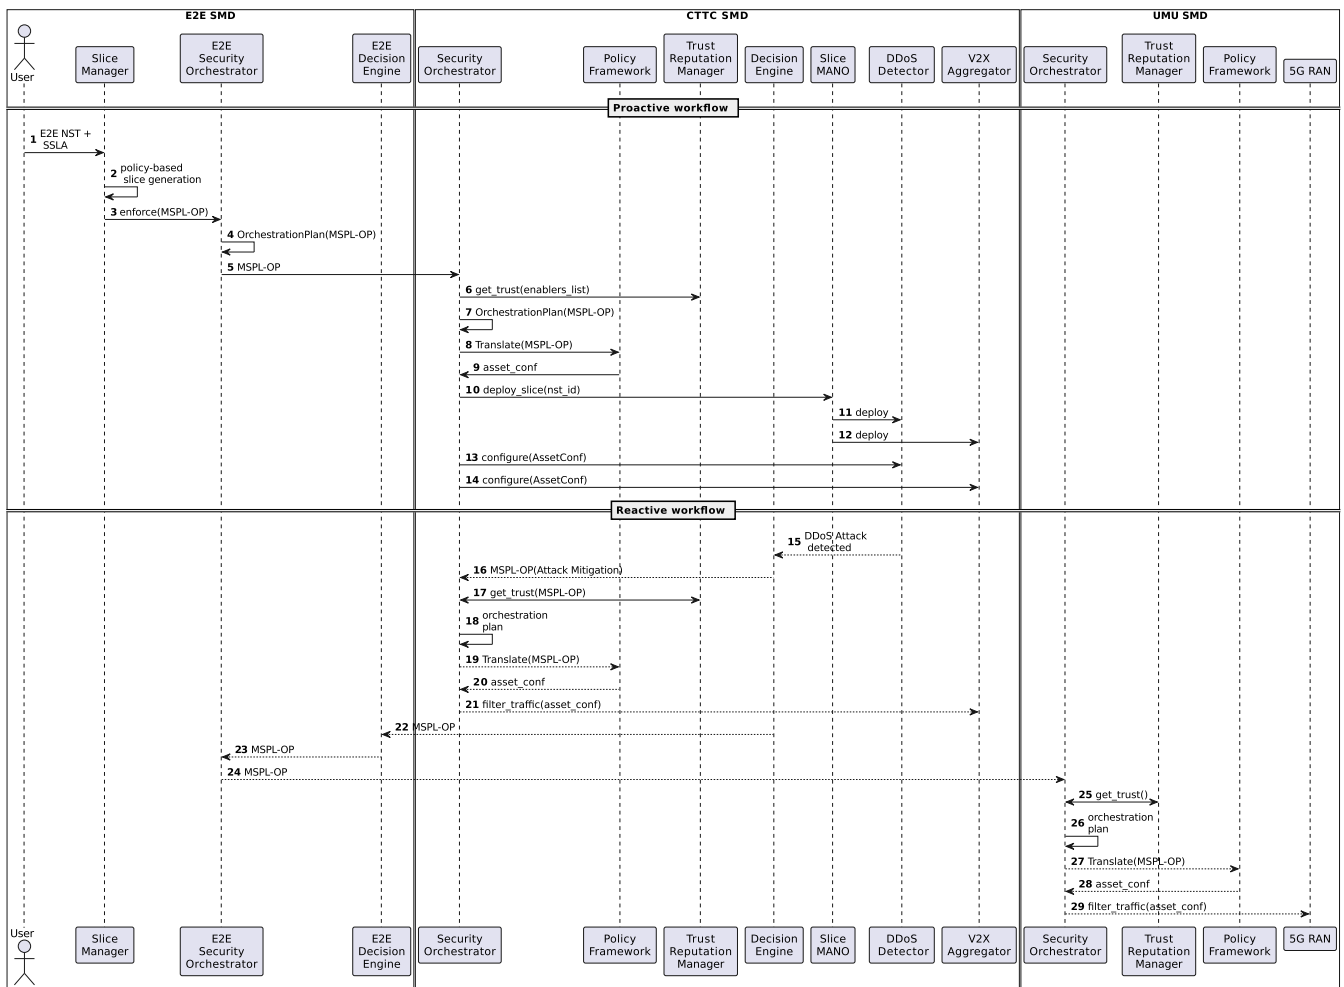 E2E SMD
CTTC SMD
UMU SMD
User
Slice
Manager
E2E
Security
Orchestrator
E2E
Decision
Engine
Security
Orchestrator
Policy
Framework
Trust
Reputation
Manager
Decision
Engine
Slice
MANO
DDoS
Detector
V2X
Aggregator
Security
Orchestrator
Trust
Reputation
Manager
Policy
Framework
5G RAN
Proactive workflow
1 E2E NST +
SSLA
2 policy-based
slice generation
3 enforce(MSPL-OP)
4 OrchestrationPlan(MSPL-OP)
5 MSPL-OP
6 get_trust(enablers_list)
7 OrchestrationPlan(MSPL-OP)
8 Translate(MSPL-OP)
9 asset_conf
10 deploy_slice(nst_id)
11 deploy
12 deploy
13 configure(AssetConf)
14 configure(AssetConf)
Reactive workflow
15 DDoS Attack
detected
16 MSPL-OP(Attack Mitigation)
17 get_trust(MSPL-OP)
18 orchestration
plan
19 Translate(MSPL-OP)
20 asset_conf
21 filter_traffic(asset_conf)
22 MSPL-OP
23 MSPL-OP
24 MSPL-OP
25 get_trust()
26 orchestration
plan
27 Translate(MSPL-OP)
28 asset_conf
29 filter_traffic(asset_conf)
User
Slice
Manager
E2E
Security
Orchestrator
E2E
Decision
Engine
Security
Orchestrator
Policy
Framework
Trust
Reputation
Manager
Decision
Engine
Slice
MANO
DDoS
Detector
V2X
Aggregator
Security
Orchestrator
Trust
Reputation
Manager
Policy
Framework
5G RAN